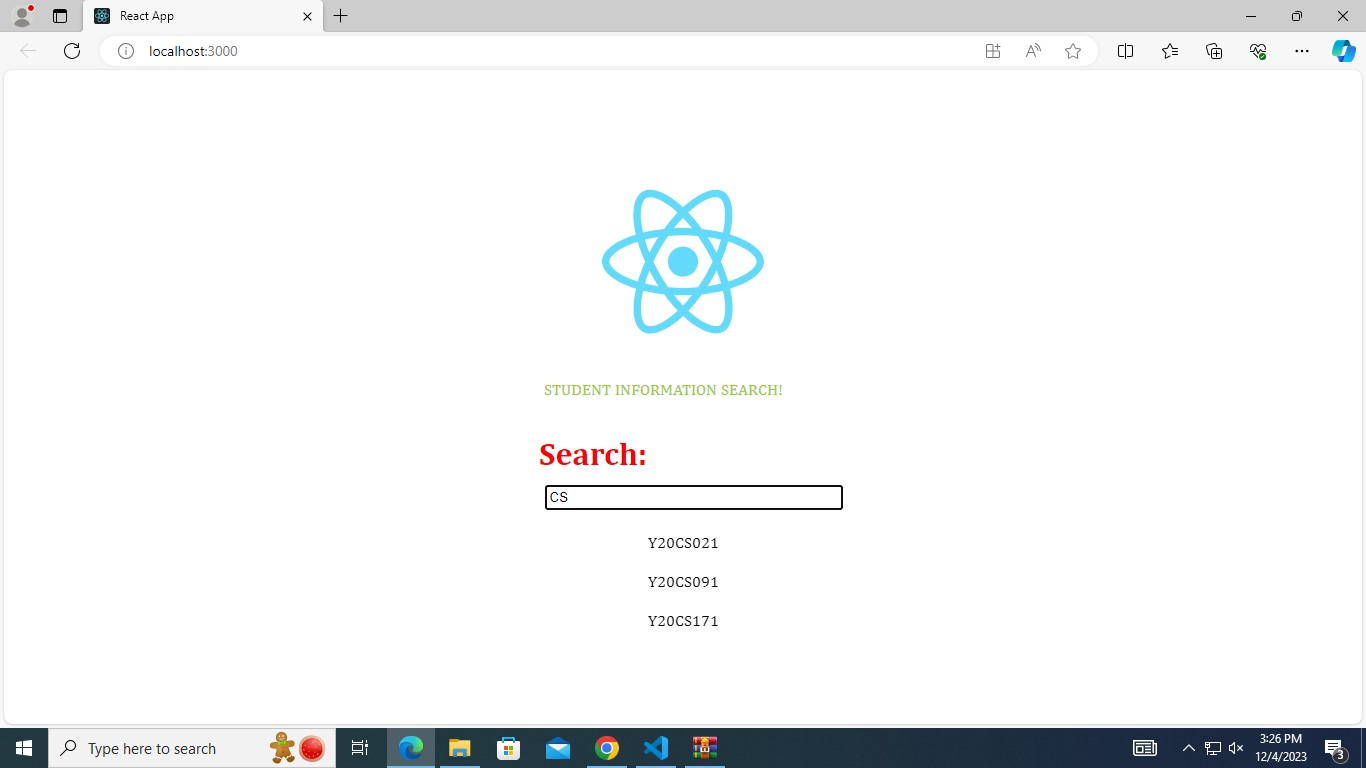 React App
localhost:3000
STUDENT INFORMATION SEARCH!
Search:
CS
Y20CS021
Y20CS091
Y20CS171
Type here to search
3:26 PM
12/4/2023
3